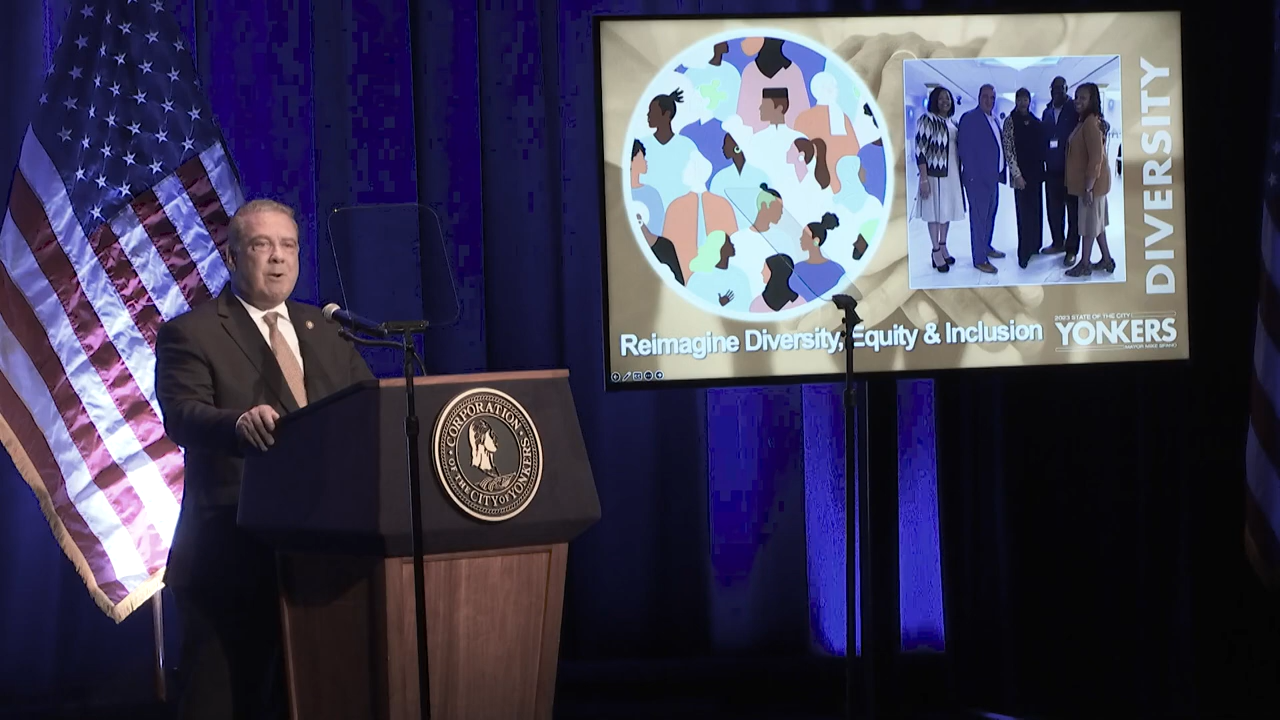 DIVERSITY
Reimagine Diversity, Equity & Inclusion
2023 STATE OF THE CITY
YONKERS
MAYOR MIKE SPANO
CORPORATION
OF THE CITY OF YONKERS